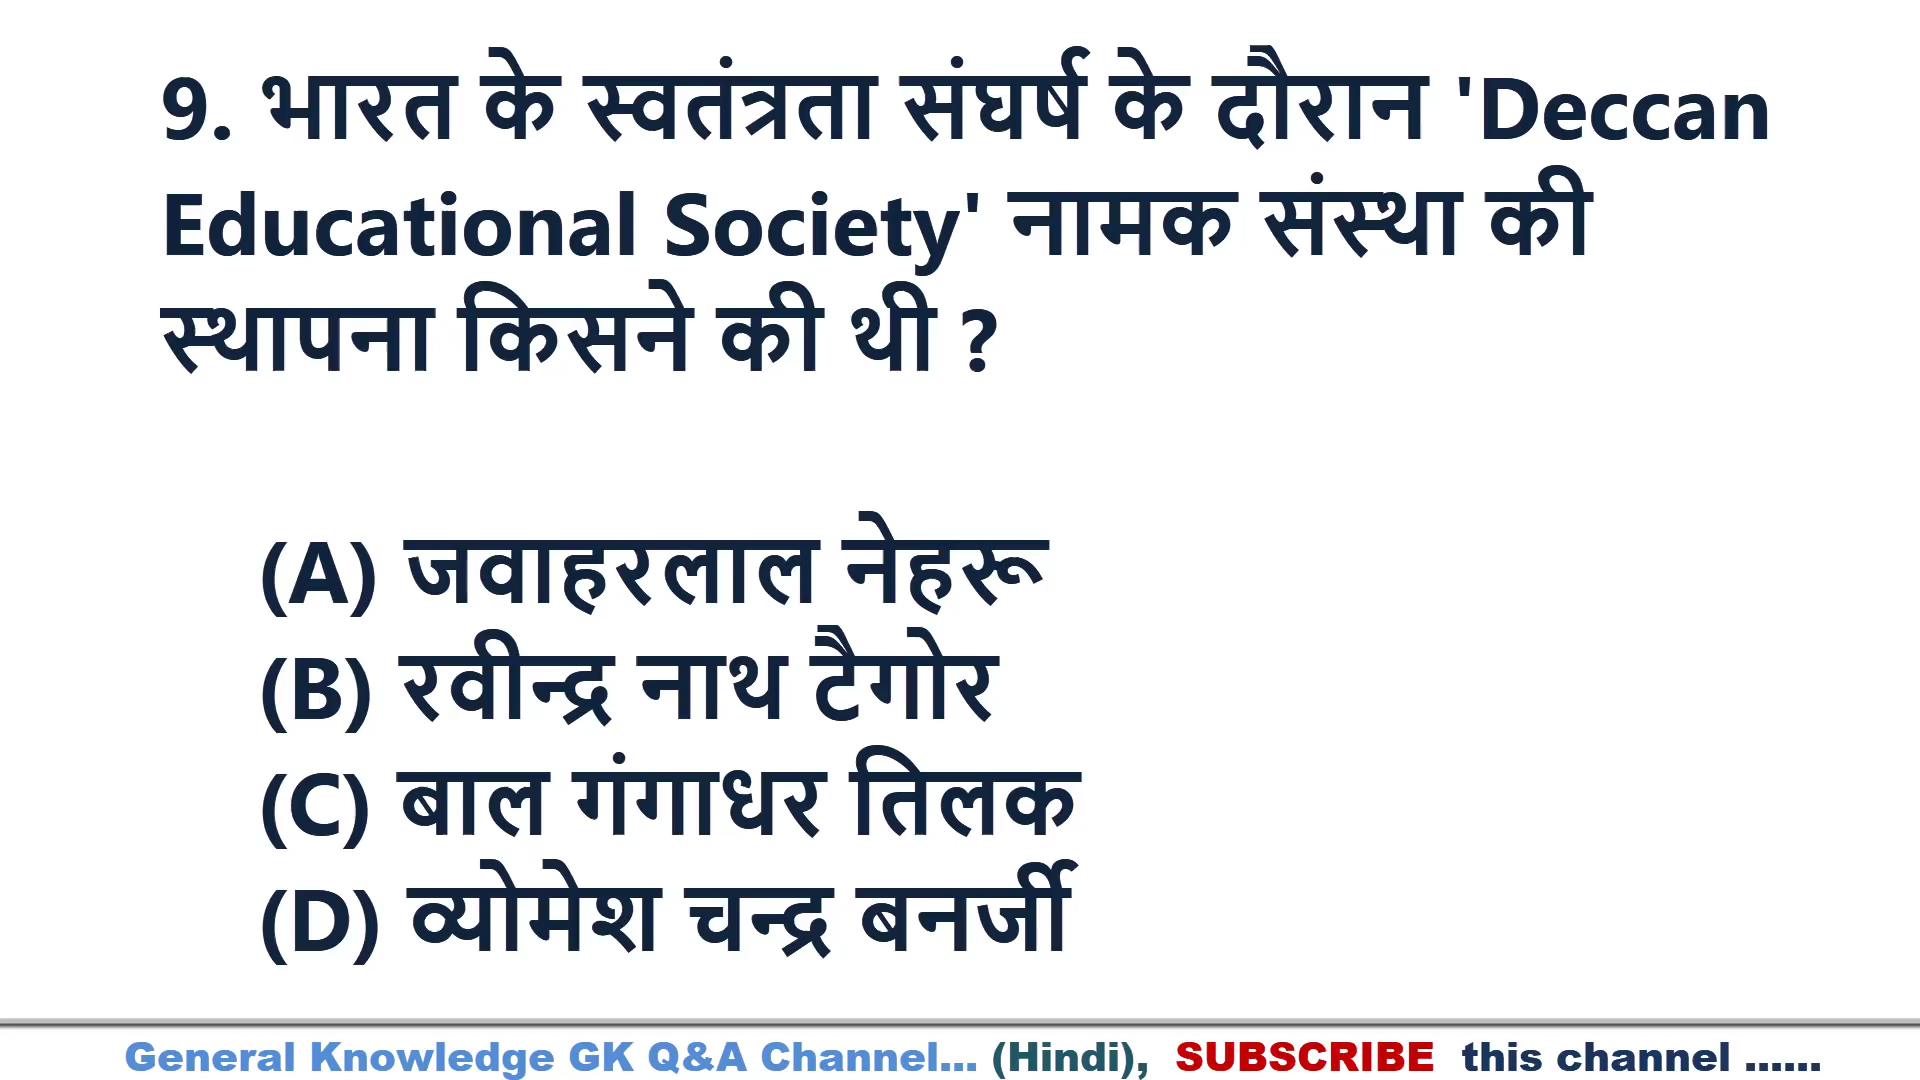 9. भारत के स्वतंत्रता संघर्ष के दौरान 'Deccan
Educational Society' नामक संस्था की
स्थापना किसने की थी ?
(A) जवाहरलाल नेहरू
(B) रवीन्द्र नाथ टैगोर
(C) बाल गंगाधर तिलक
(D) व्योमेश चन्द्र बनर्जी
General Knowledge GK Q&A Channel... (Hindi), SUBSCRIBE this channel ......